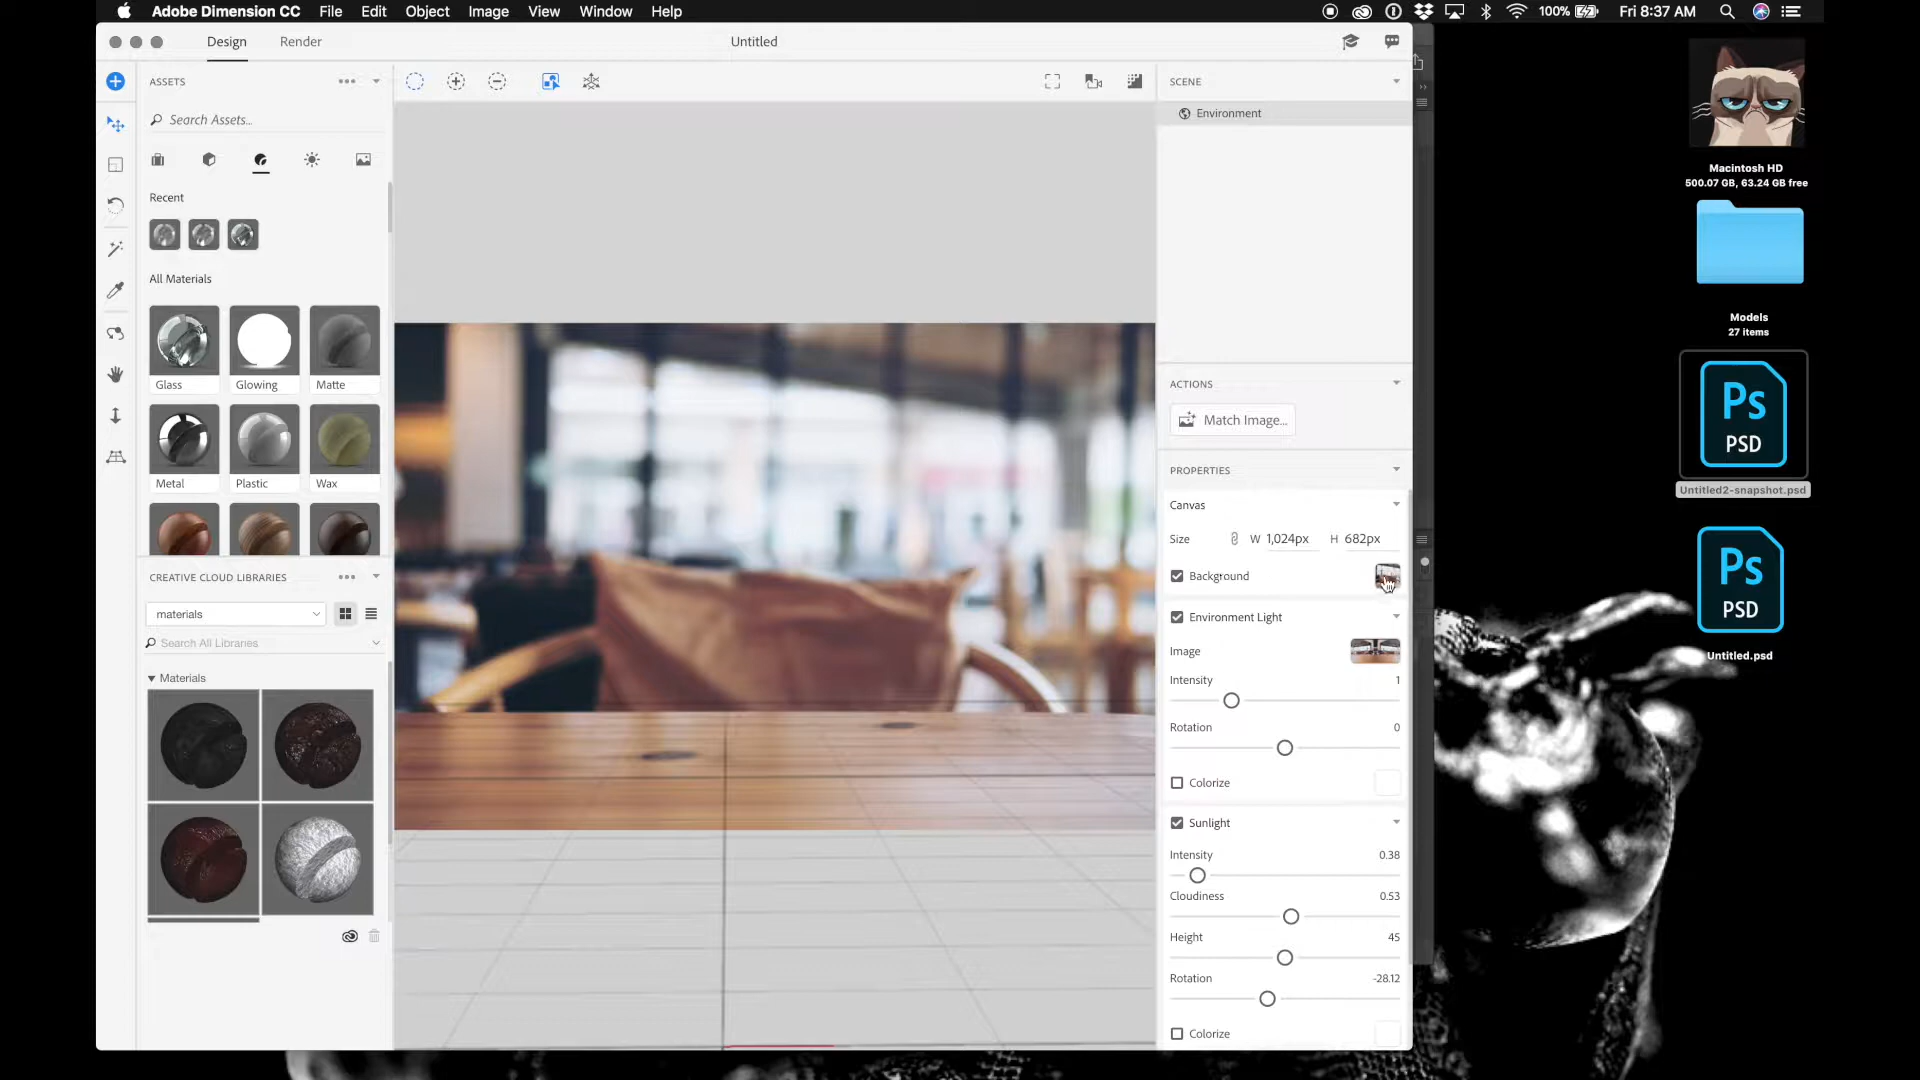 Adobe Dimension CC File Edit Object Image View Window Help
100% Fri 8:37 AM
Design Render
Untitled
ASSETS
Search Assets...
Recent
All Materials
Glass Glowing Matte
Metal Plastic Wax
CREATIVE CLOUD LIBRARIES
materials
Search All Libraries
Materials
SCENE
Environment
ACTIONS
Match Image...
PROPERTIES
Canvas
Size W 1,024px H 682px
Background
Environment Light
Image
Intensity 1
Rotation 0
Colorize
Sunlight
Intensity 0.38
Cloudiness 0.53
Height 45
Rotation -28.12
Colorize
Macintosh HD
500.07 GB, 63.24 GB free
Models
27 items
Ps
PSD
Untitled2-snapshot.psd
Ps
PSD
Untitled.psd